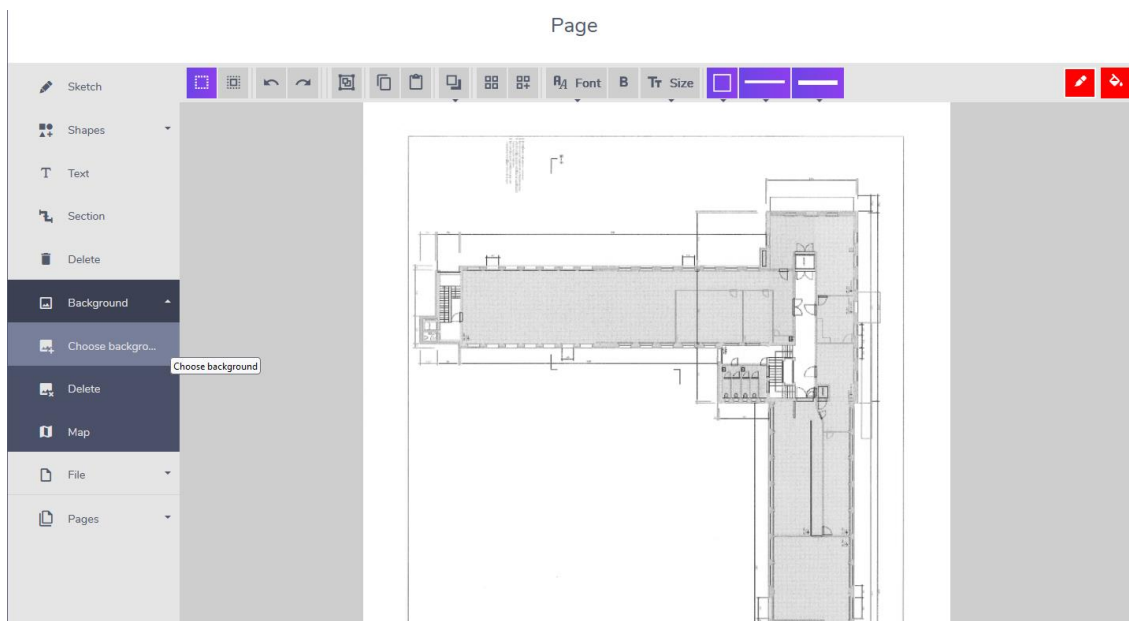 Page
Font
B
Size
Sketch
Shapes
T Text
Section
Delete
Background
Choose backgro...
Choose background
Delete
Map
File
Pages